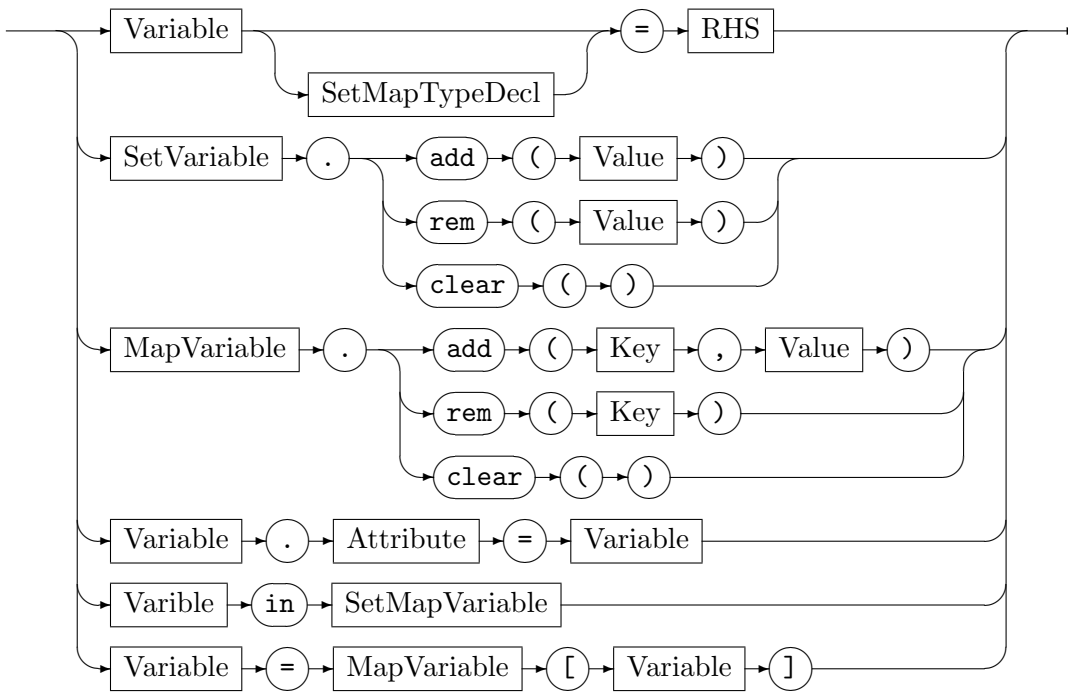 Variable = RHS
SetMapTypeDecl
SetVariable . add ( Value )
rem ( Value )
clear ( )
MapVariable . add ( Key , Value )
rem ( Key )
clear ( )
Variable . Attribute = Variable
Varible in SetMapVariable
Variable = MapVariable [ Variable ]